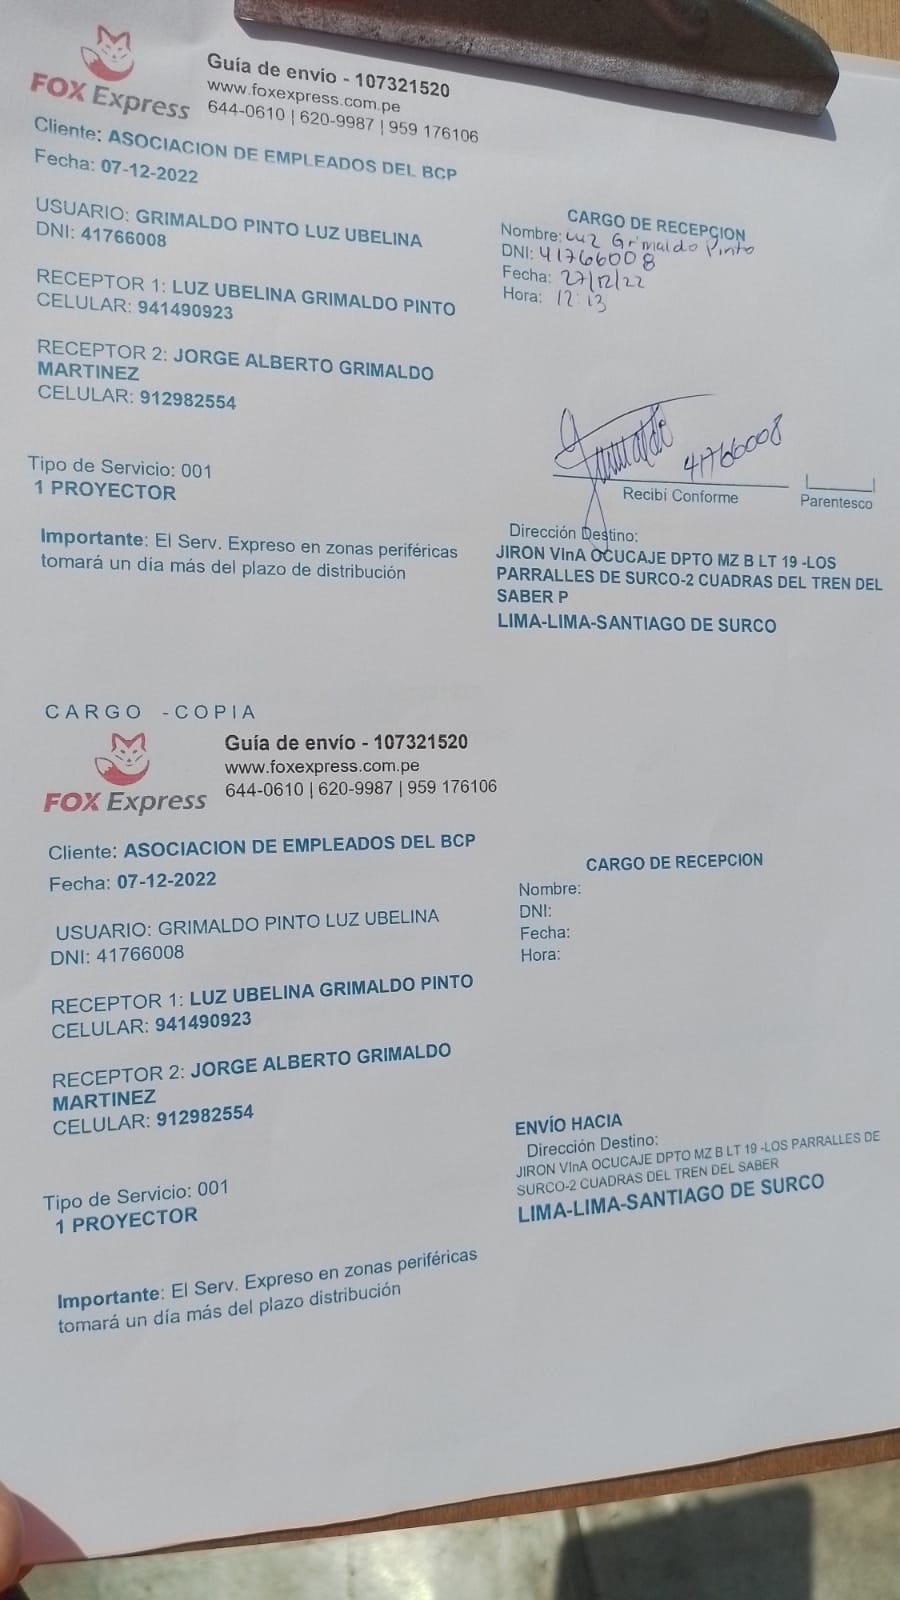 FOX Express
Guía de envío - 107321520
www.foxexpress.com.pe
644-0610 | 620-9987 | 959 176106
Cliente: ASOCIACION DE EMPLEADOS DEL BCP
Fecha: 07-12-2022
USUARIO: GRIMALDO PINTO LUZ UBELINA
DNI: 41766008
RECEPTOR 1: LUZ UBELINA GRIMALDO PINTO
CELULAR: 941490923
RECEPTOR 2: JORGE ALBERTO GRIMALDO
MARTINEZ
CELULAR: 912982554
Tipo de Servicio: 001
1 PROYECTOR
Importante: El Serv. Expreso en zonas periféricas
tomará un día más del plazo de distribución
CARGO DE RECEPCION
Nombre: Luz Grimaldo Pinto
DNI: 41766008
Fecha: 27/12/22
Hora: 12:13
Grimaldo 41766008
Recibí Conforme
Parentesco
Dirección Destino:
JIRON VInA OCUCAJE DPTO MZ B LT 19 -LOS
PARRALLES DE SURCO-2 CUADRAS DEL TREN DEL
SABER P
LIMA-LIMA-SANTIAGO DE SURCO
CARGO -COPIA
FOX Express
Guía de envío - 107321520
www.foxexpress.com.pe
644-0610 | 620-9987 | 959 176106
Cliente: ASOCIACION DE EMPLEADOS DEL BCP
Fecha: 07-12-2022
USUARIO: GRIMALDO PINTO LUZ UBELINA
DNI: 41766008
RECEPTOR 1: LUZ UBELINA GRIMALDO PINTO
CELULAR: 941490923
RECEPTOR 2: JORGE ALBERTO GRIMALDO
MARTINEZ
CELULAR: 912982554
Tipo de Servicio: 001
1 PROYECTOR
Importante: El Serv. Expreso en zonas periféricas
tomará un día más del plazo distribución
CARGO DE RECEPCION
Nombre:
DNI:
Fecha:
Hora:
ENVÍO HACIA
Dirección Destino:
JIRON VInA OCUCAJE DPTO MZ B LT 19 -LOS PARRALLES DE
SURCO-2 CUADRAS DEL TREN DEL SABER
LIMA-LIMA-SANTIAGO DE SURCO